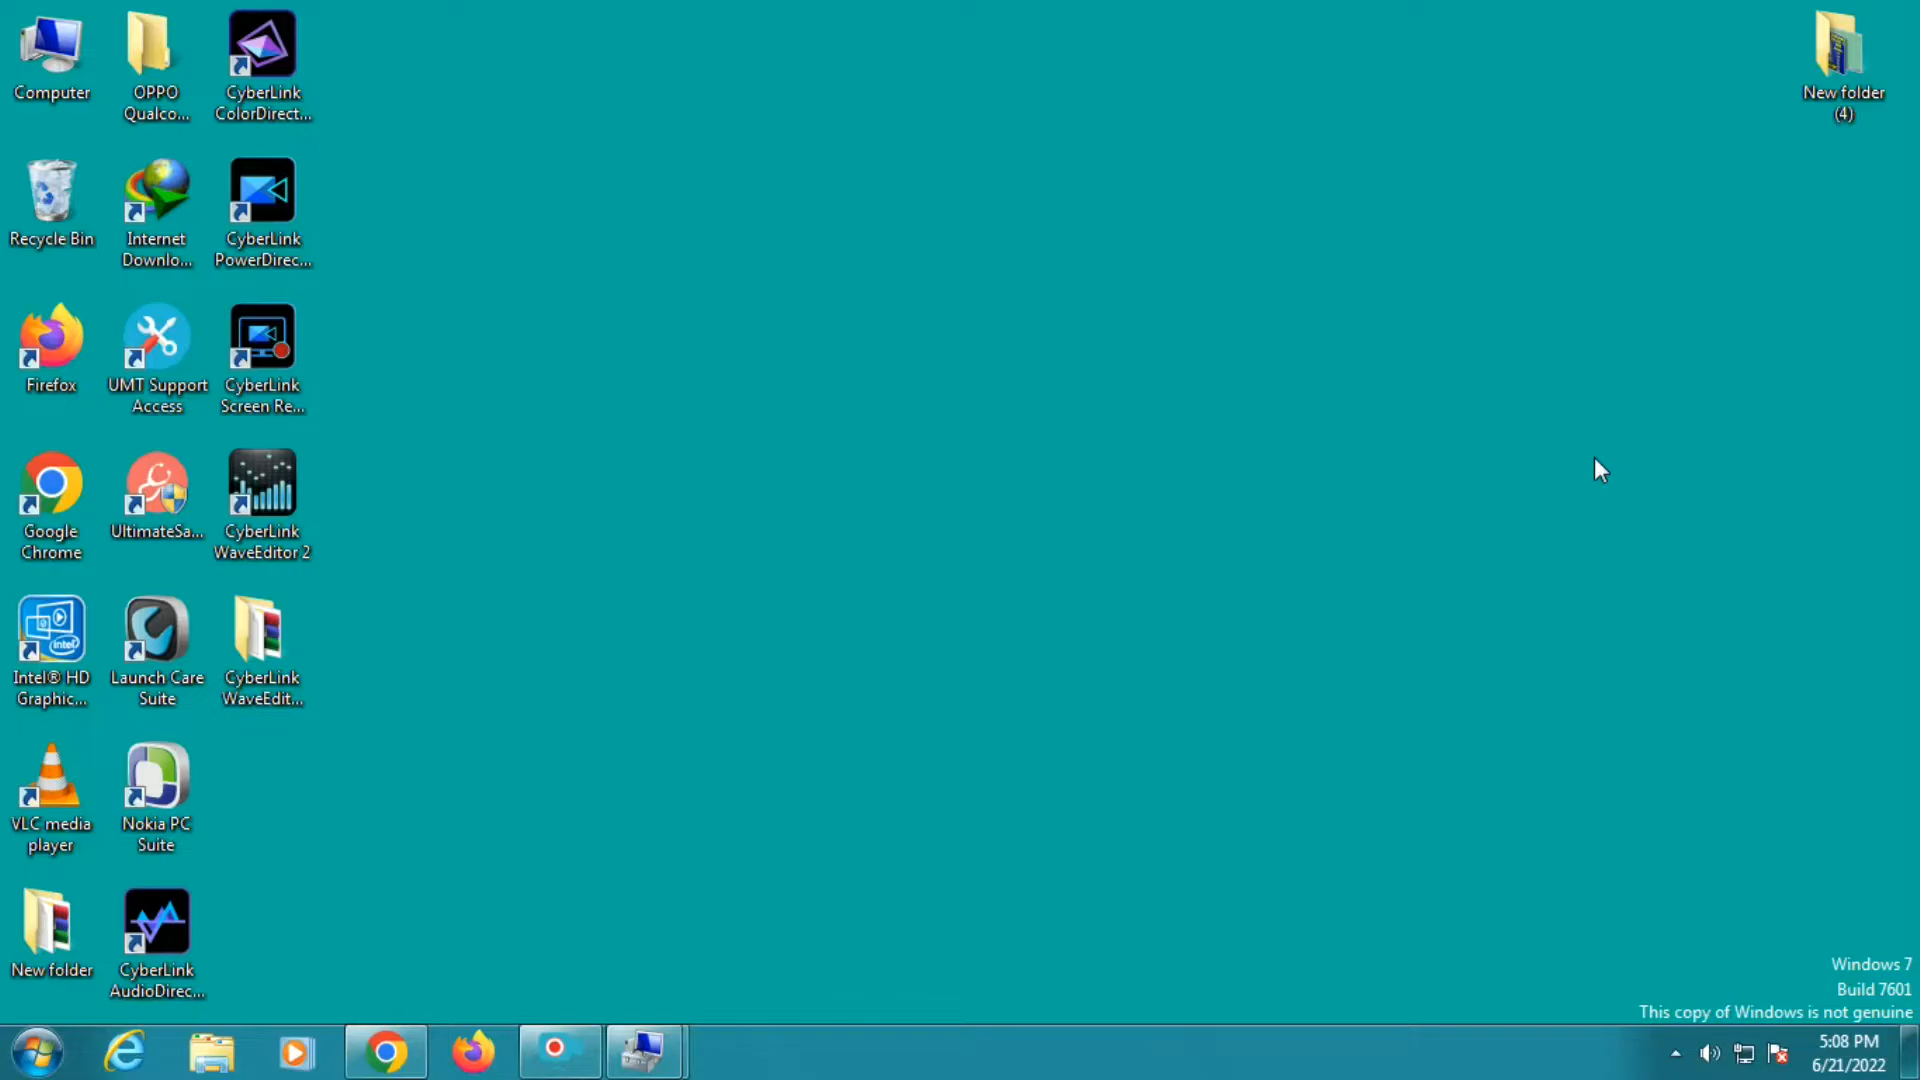 Computer
OPPO
Qualco...
CyberLink
ColorDirect...
New folder
(4)
Recycle Bin
Internet
Downlo...
CyberLink
PowerDirec...
Firefox
UMT Support
Access
CyberLink
Screen Re...
Google
Chrome
UltimateSa...
CyberLink
WaveEditor 2
intel
Intel® HD
Graphic...
Launch Care
Suite
CyberLink
WaveEdit...
VLC media
player
Nokia PC
Suite
New folder
CyberLink
AudioDirec...
Windows 7
Build 7601
This copy of Windows is not genuine
5:08 PM
6/21/2022